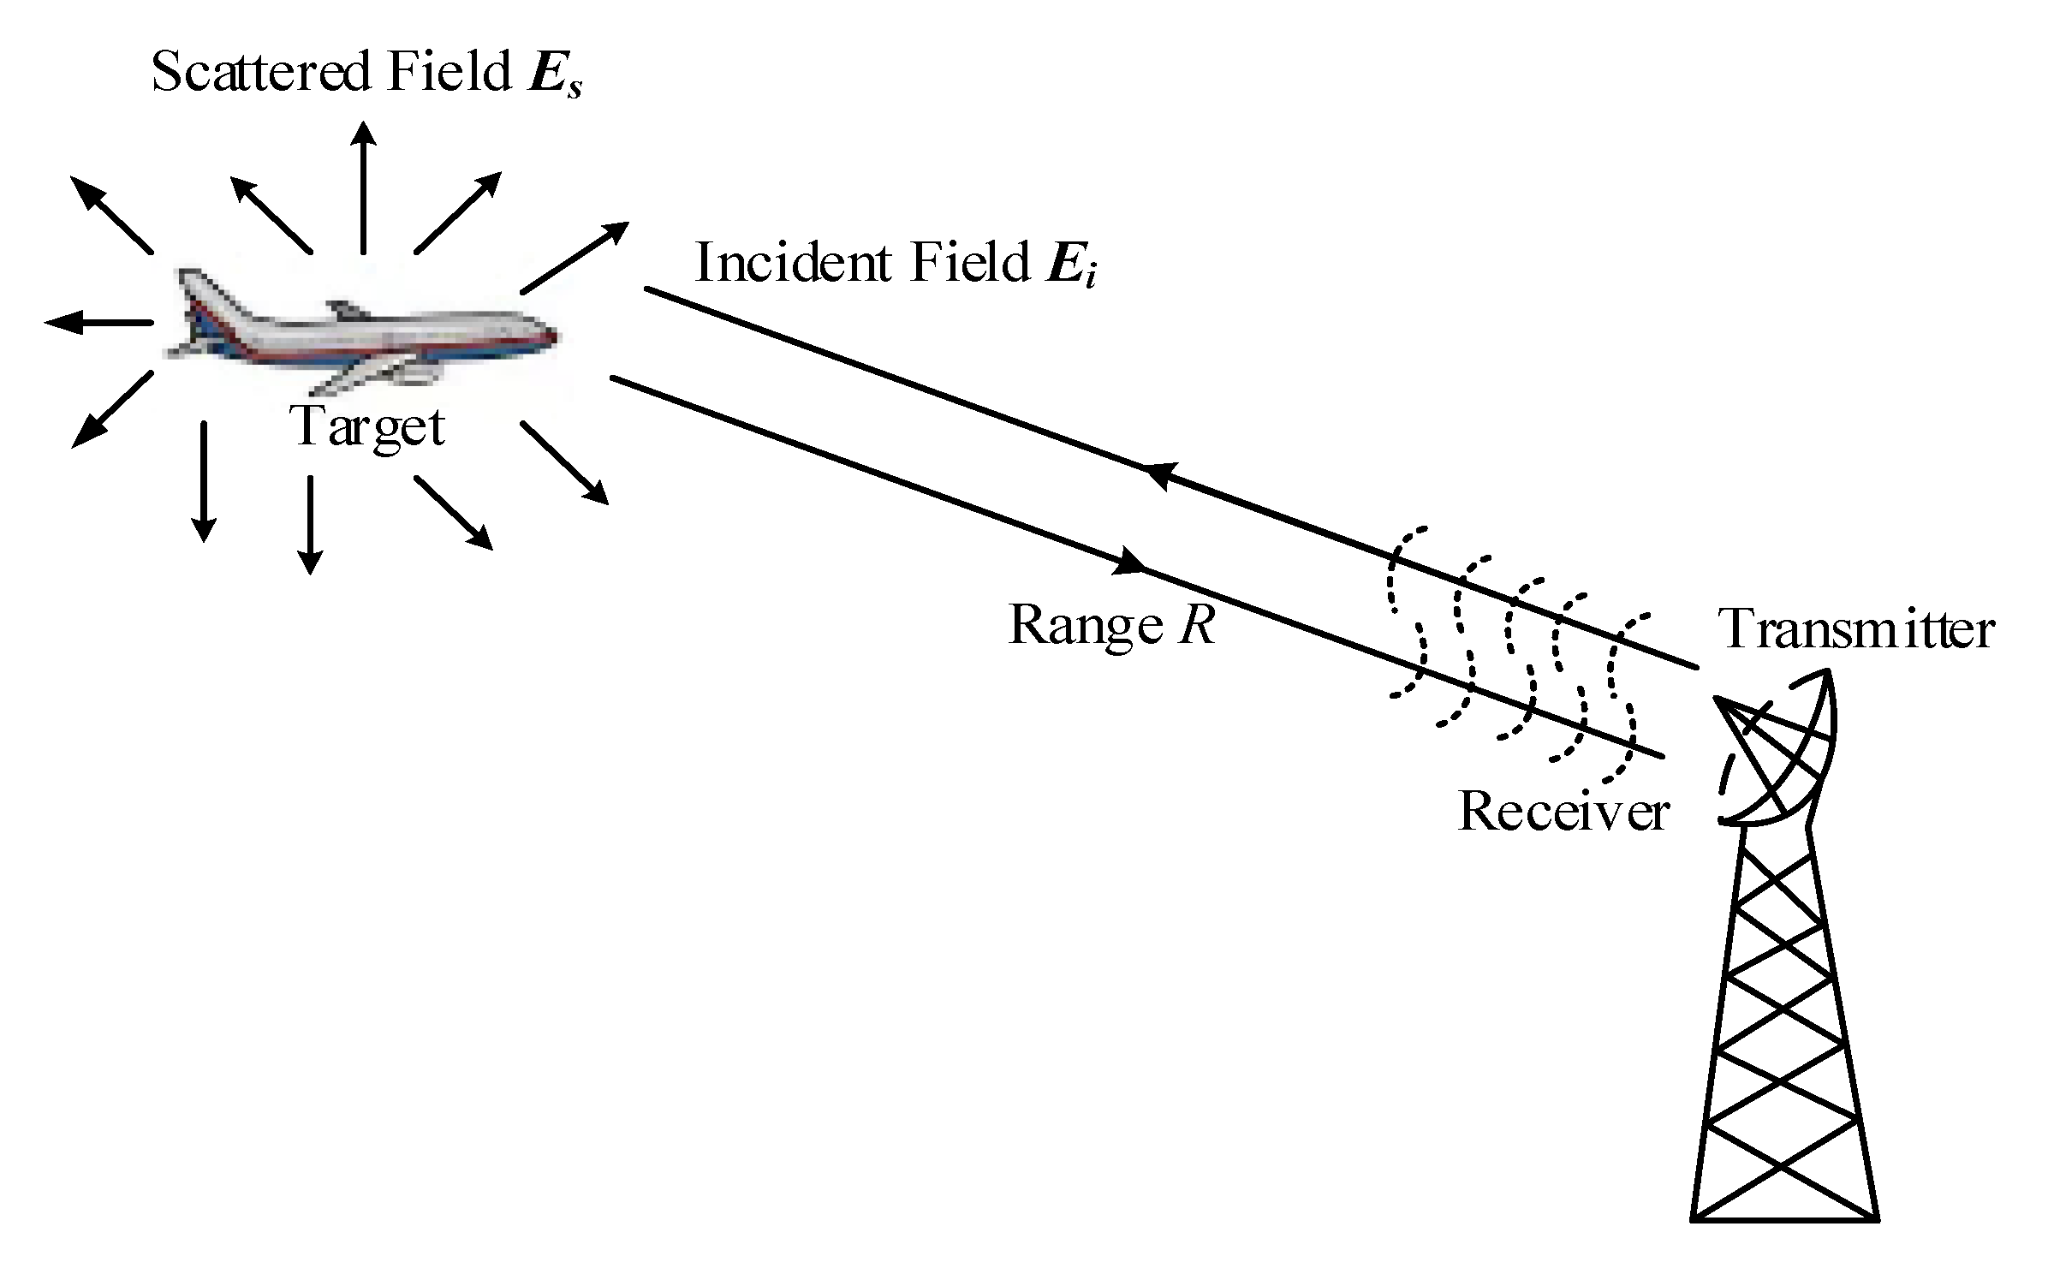 Scattered Field Es
Incident Field Ei
Target
Range R
Transmitter
Receiver